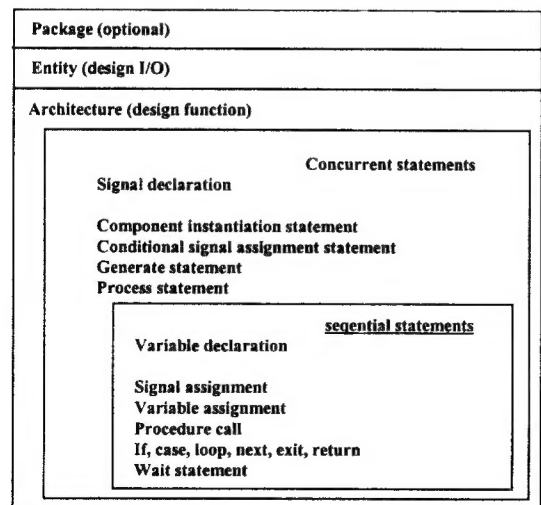 Package (optional)
Entity (design I/O)
Architecture (design function)
Concurrent statements
Signal declaration
Component instantiation statement
Conditional signal assignment statement
Generate statement
Process statement
seqential statements
Variable declaration
Signal assignment
Variable assignment
Procedure call
If, case, loop, next, exit, return
Wait statement